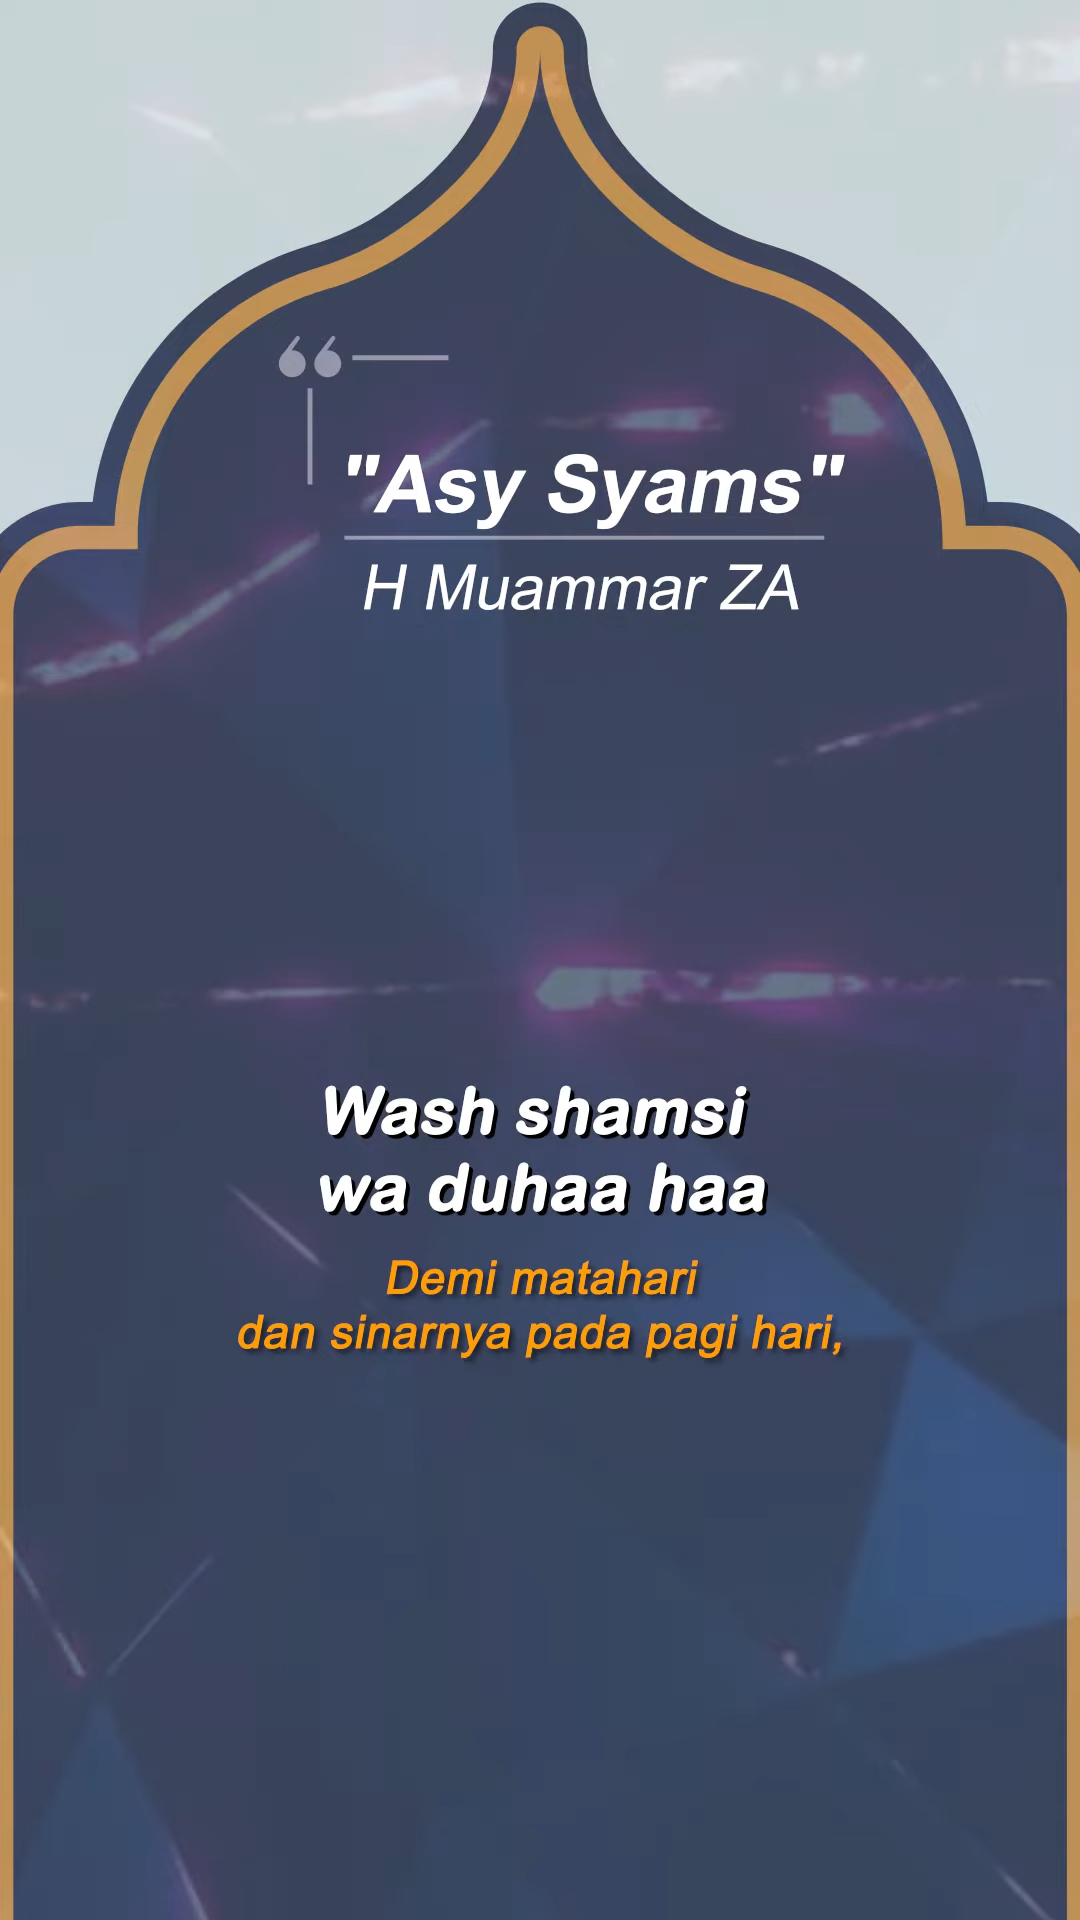 "Asy Syams"
H Muammar ZA
Wash shamsi
wa duhaa haa
Demi matahari
dan sinarnya pada pagi hari,